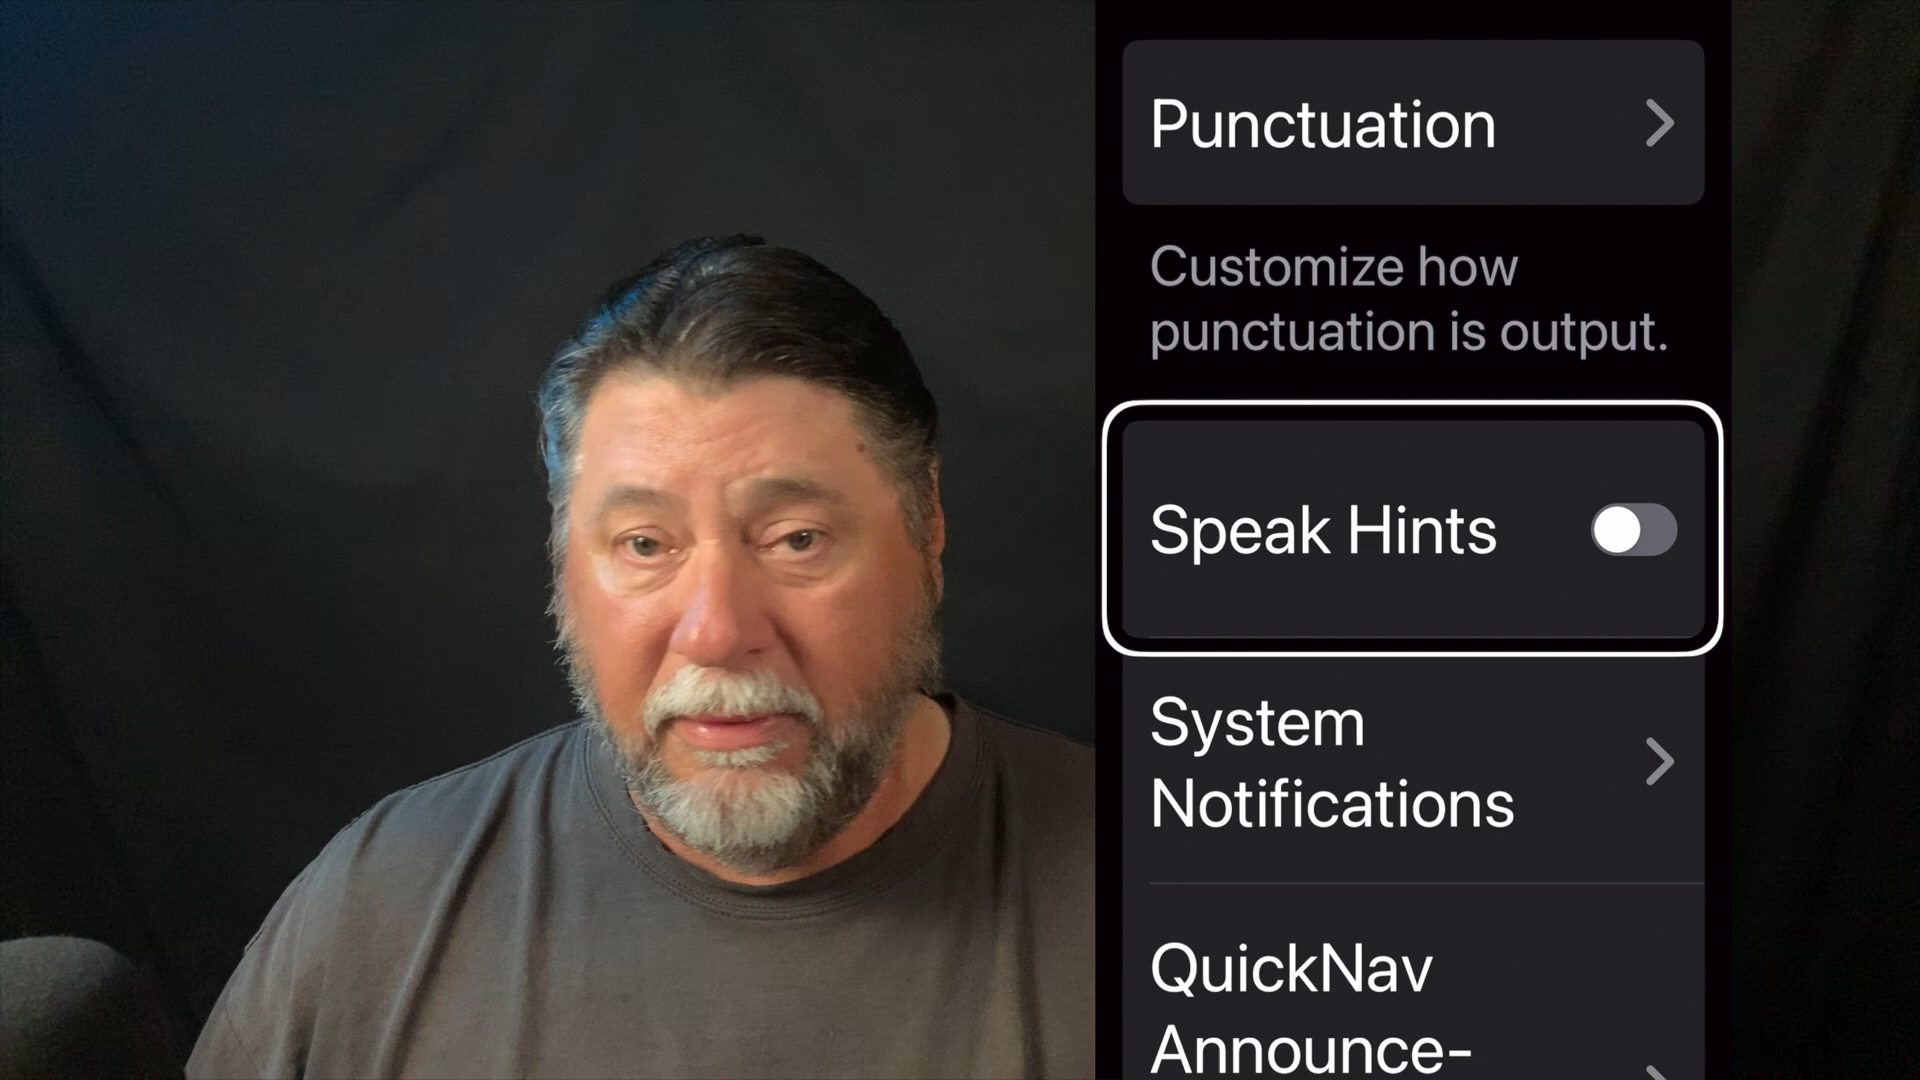 Punctuation
Customize how
punctuation is output.
Speak Hints
System
Notifications
QuickNav
Announce-